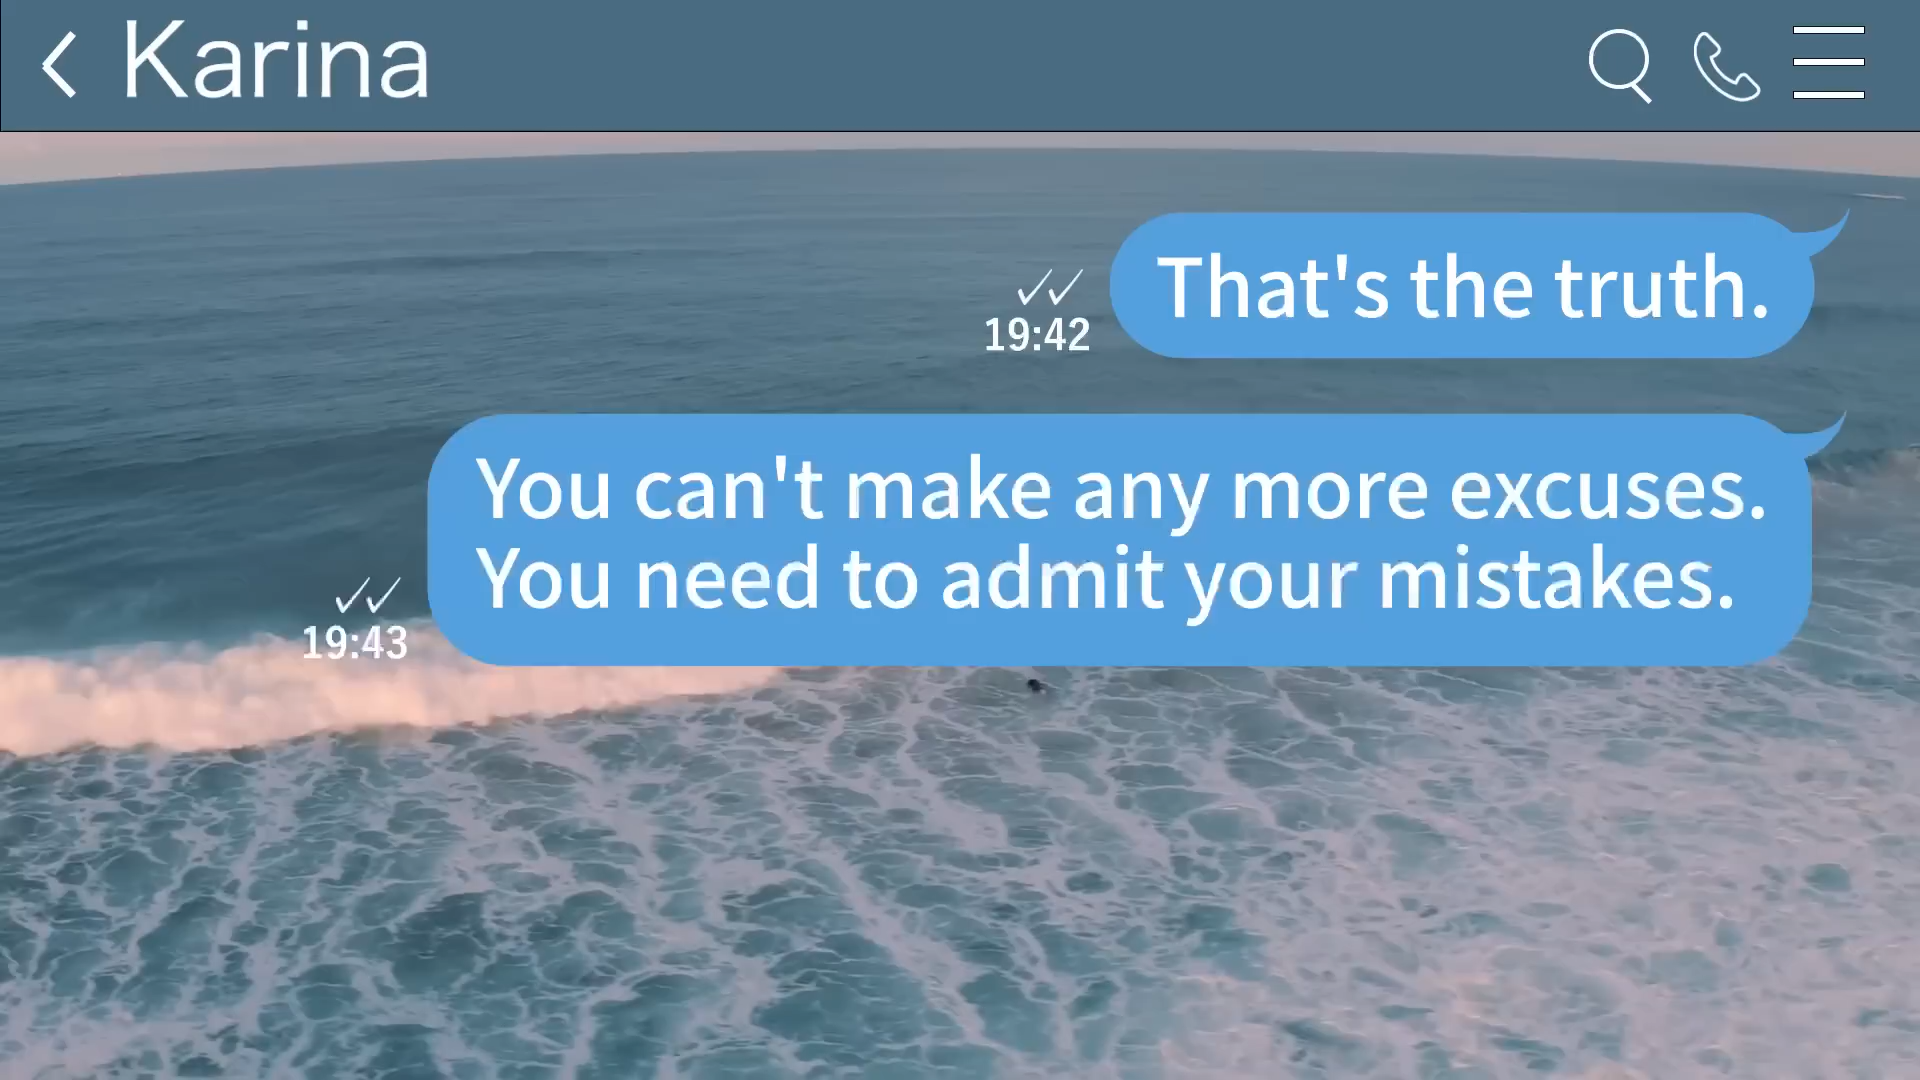 Karina
That's the truth.
19:42
You can't make any more excuses.
You need to admit your mistakes.
19:43